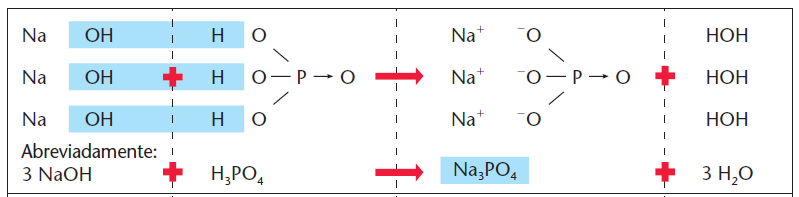 Na OH H O Na⁺ ⁻O HOH
Na OH + H O — P → O → Na⁺ ⁻O — P → O + HOH
Na OH H O Na⁺ ⁻O HOH
Abreviadamente:
3 NaOH + H₃PO₄ → Na₃PO₄ + 3 H₂O